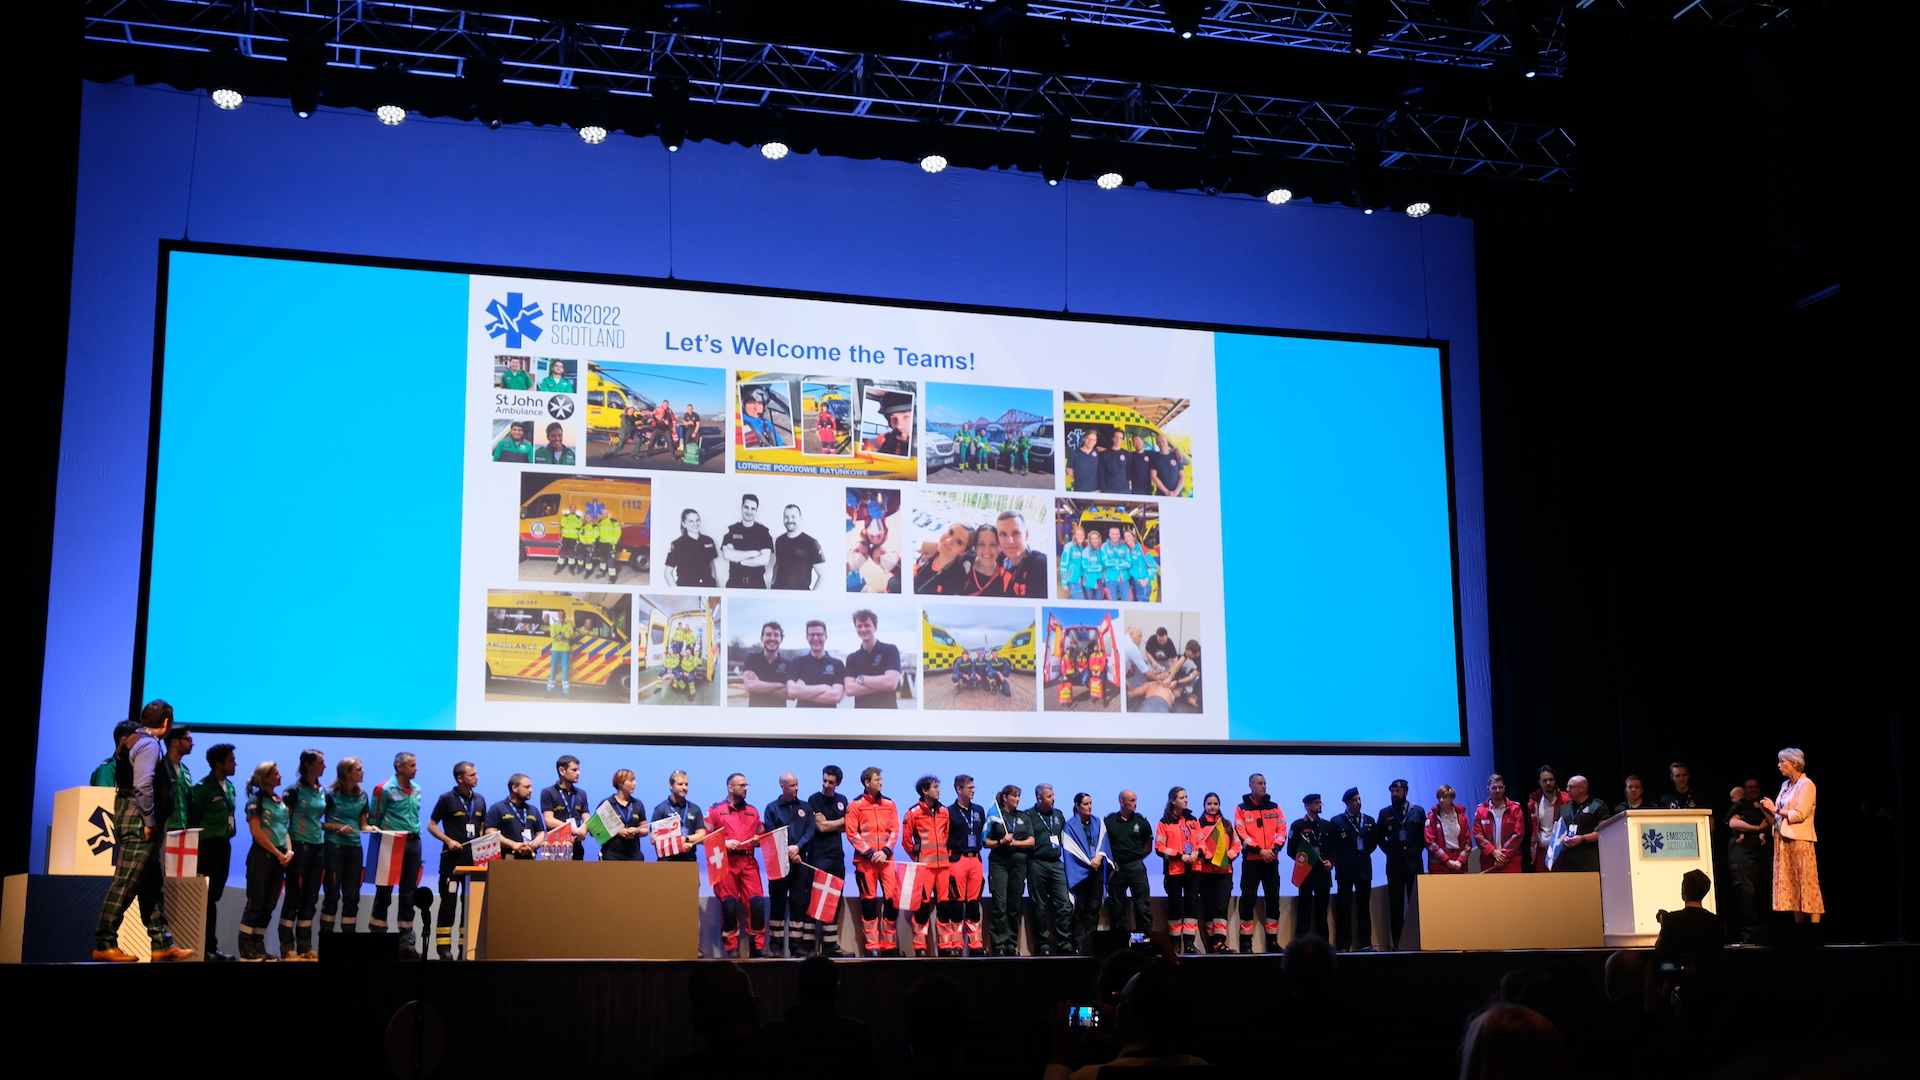 EMS2022
SCOTLAND
Let's Welcome the Teams!
St John
Ambulance
LOTNICZE POGOTOWIE RATUNKOWE
112
AMBULANCE
EMS2022
SCOTLAND